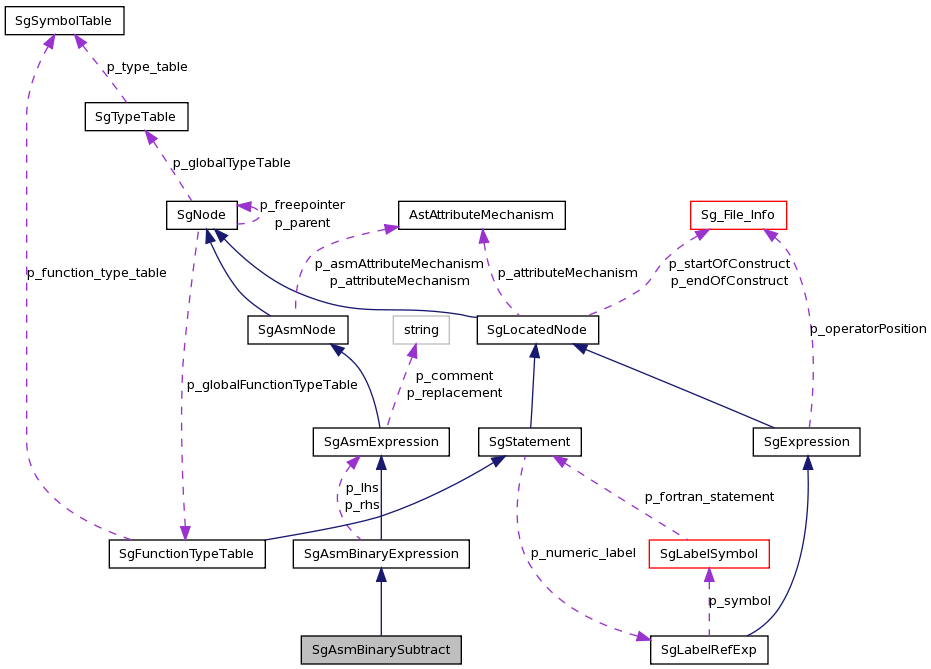 SgSymbolTable
p_type_table
SgTypeTable
p_globalTypeTable
SgNode
p_freepointer
p_parent
AstAttributeMechanism
Sg_File_Info
p_function_type_table
p_asmAttributeMechanism
p_attributeMechanism
p_attributeMechanism
p_startOfConstruct
p_endOfConstruct
SgAsmNode
string
SgLocatedNode
p_operatorPosition
p_globalFunctionTypeTable
p_comment
p_replacement
SgAsmExpression
SgStatement
SgExpression
p_lhs
p_rhs
p_fortran_statement
SgFunctionTypeTable
SgAsmBinaryExpression
p_numeric_label
SgLabelSymbol
p_symbol
SgAsmBinarySubtract
SgLabelRefExp